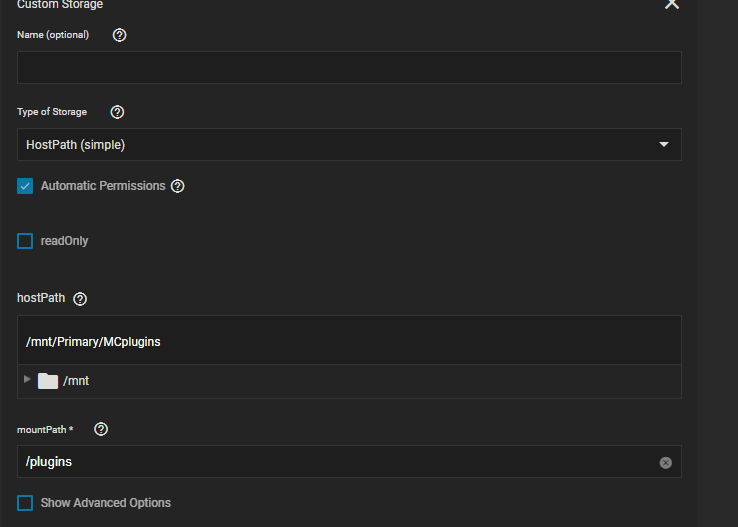 Custom Storage
Name (optional)
Type of Storage
HostPath (simple)
Automatic Permissions
readOnly
hostPath
/mnt/Primary/MCplugins
/mnt
mountPath *
/plugins
Show Advanced Options